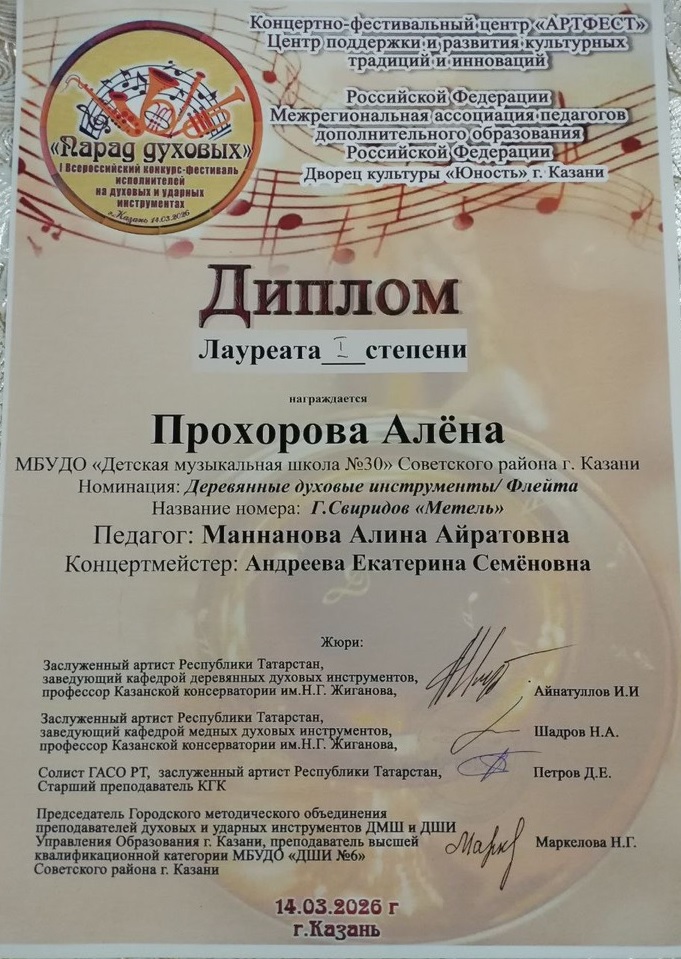 Концертно-фестивальный центр «АРТФЕСТ»
Центр поддержки и развития культурных
традиций и инноваций
Российской Федерации
Межрегиональная ассоциация педагогов
дополнительного образования
Российской Федерации
Дворец культуры «Юность» г. Казани
«Парад духовых»
I Всероссийский конкурс-фестиваль
исполнителей
на духовых и ударных
инструментах
г.Казань 14.03.2026
Диплом
Лауреата I степени
награждается
Прохорова Алёна
МБУДО «Детская музыкальная школа №30» Советского района г. Казани
Номинация: Деревянные духовые инструменты/ Флейта
Название номера: Г.Свиридов «Метель»
Педагог: Маннанова Алина Айратовна
Концертмейстер: Андреева Екатерина Семёновна
Жюри:
Заслуженный артист Республики Татарстан,
заведующий кафедрой деревянных духовых инструментов,
профессор Казанской консерватории им.Н.Г. Жиганова,
Айнатуллов И.И
Заслуженный артист Республики Татарстан,
заведующий кафедрой медных духовых инструментов,
профессор Казанской консерватории им.Н.Г. Жиганова,
Шадров Н.А.
Солист ГАСО РТ, заслуженный артист Республики Татарстан,
Старший преподаватель КГК
Петров Д.Е.
Председатель Городского методического объединения
преподавателей духовых и ударных инструментов ДМШ и ДШИ
Управления Образования г. Казани, преподаватель высшей
квалификационной категории МБУДО «ДШИ №6»
Советского района г. Казани
Маркелова Н.Г.
14.03.2026 г
г.Казань